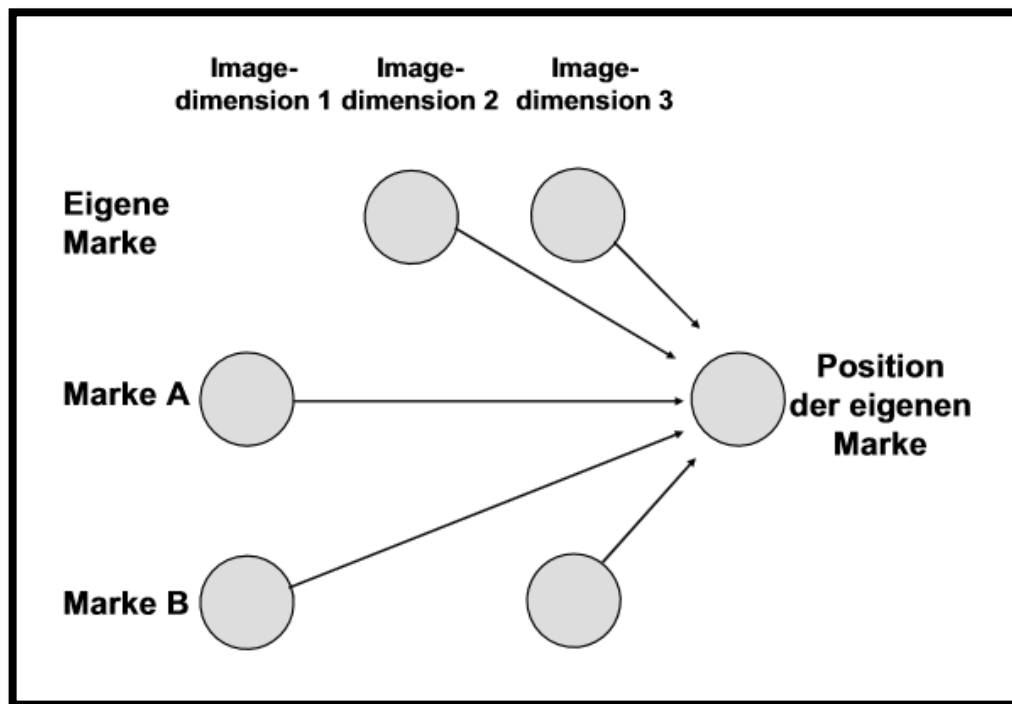 Image-
dimension 1
Image-
dimension 2
Image-
dimension 3
Eigene
Marke
Marke A
Position
der eigenen
Marke
Marke B